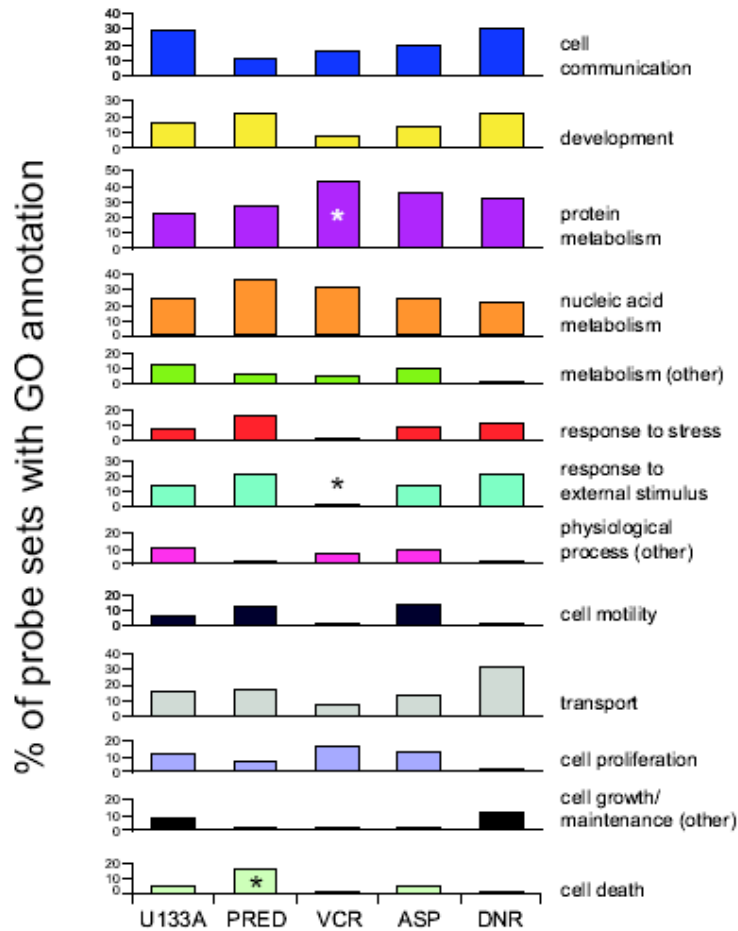 % of probe sets with GO annotation
40
30
20
10
0
cell
communication
30
20
10
0
development
50
40
30
20
10
0
*
protein
metabolism
40
30
20
10
0
nucleic acid
metabolism
20
10
0
metabolism (other)
20
10
0
response to stress
30
20
10
0
*
response to
external stimulus
20
10
0
physiological
process (other)
20
10
0
cell motility
40
30
20
10
0
transport
20
10
0
cell proliferation
20
10
0
cell growth/
maintenance (other)
20
10
0
*
cell death
U133A PRED VCR ASP DNR